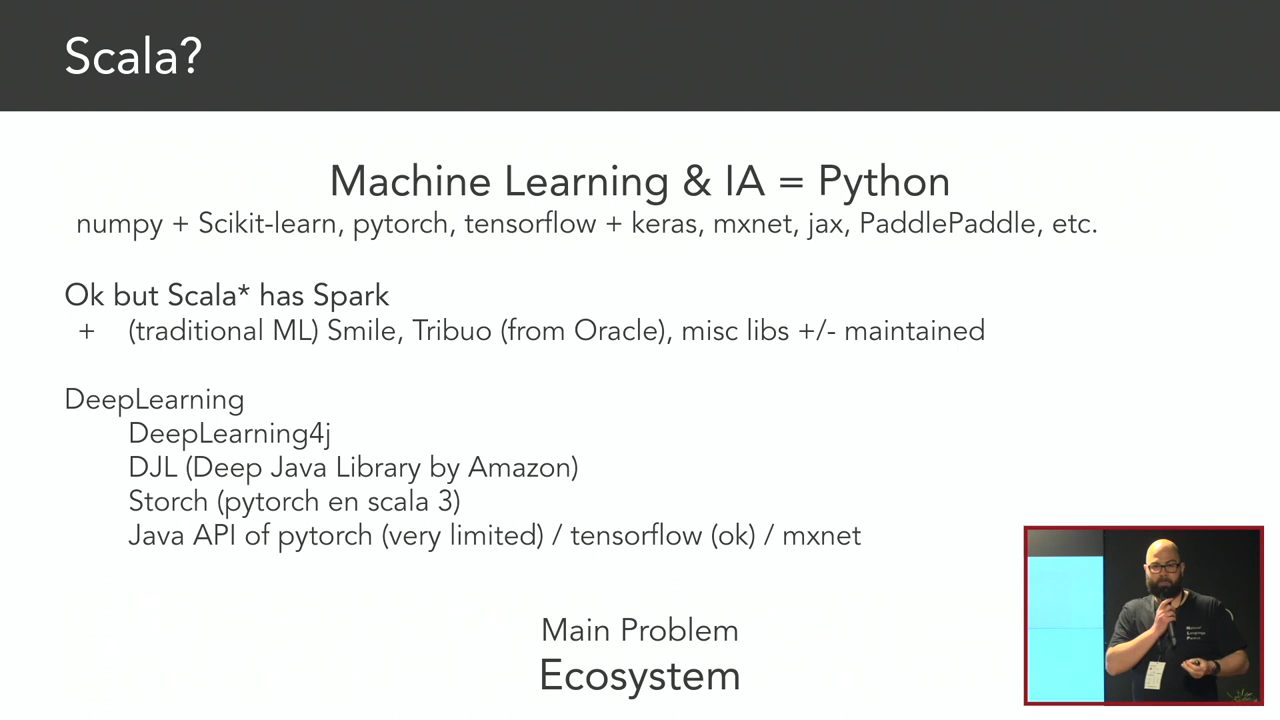 Scala?
Machine Learning & IA = Python
numpy + Scikit-learn, pytorch, tensorflow + keras, mxnet, jax, PaddlePaddle, etc.
Ok but Scala* has Spark
+ (traditional ML) Smile, Tribuo (from Oracle), misc libs +/- maintained
DeepLearning
DeepLearning4j
DJL (Deep Java Library by Amazon)
Storch (pytorch en scala 3)
Java API of pytorch (very limited) / tensorflow (ok) / mxnet
Main Problem
Ecosystem
Natural
Language